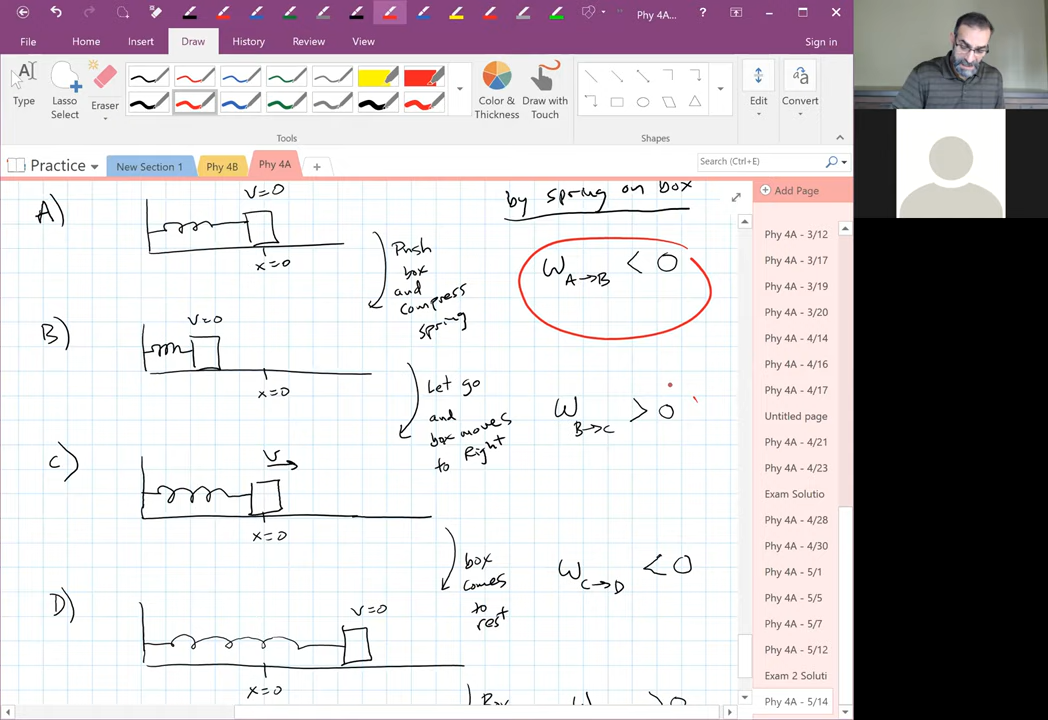 Phy 4A...
?
File
Home
Insert
Draw
History
Review
View
Sign in
Type
Lasso
Select
Eraser
Color &
Thickness
Draw with
Touch
Edit
Convert
Tools
Shapes
Practice
New Section 1
Phy 4B
Phy 4A
+
Search (Ctrl+E)
Add Page
Phy 4A - 3/12
Phy 4A - 3/17
Phy 4A - 3/19
Phy 4A - 3/20
Phy 4A - 4/14
Phy 4A - 4/16
Phy 4A - 4/17
Untitled page
Phy 4A - 4/21
Phy 4A - 4/23
Exam Solutio
Phy 4A - 4/28
Phy 4A - 4/30
Phy 4A - 5/1
Phy 4A - 5/5
Phy 4A - 5/7
Phy 4A - 5/12
Exam 2 Soluti
Phy 4A - 5/14
by spring on box
A)
v=0
x=0
Push
box
and
compress
spring
W A→B < 0
B)
v=0
x=0
Let go
and
box moves
to Right
W B→C > 0
C)
v
x=0
box
comes
to
rest
W C→D < 0
D)
v=0
x=0